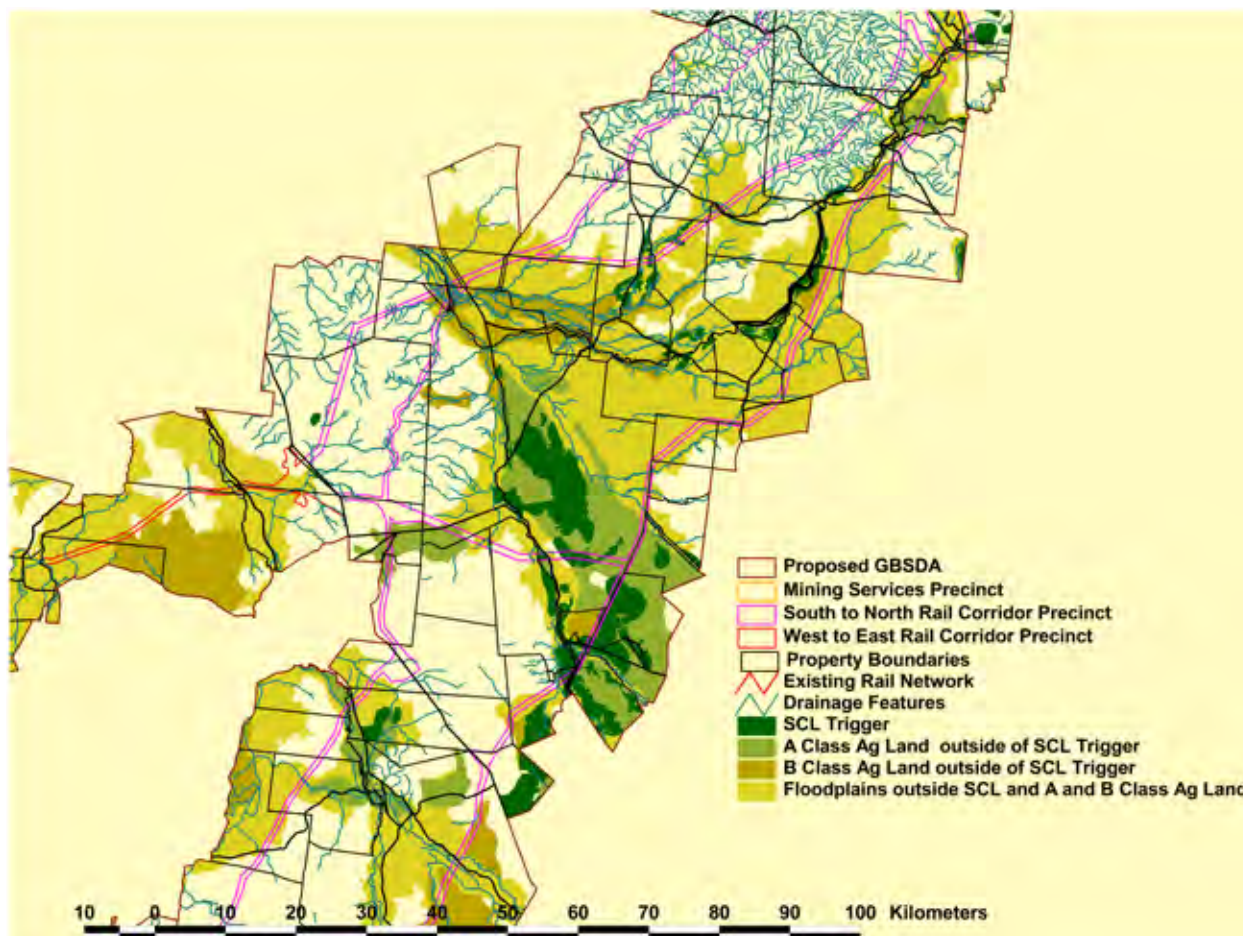 Proposed GBSDA
Mining Services Precinct
South to North Rail Corridor Precinct
West to East Rail Corridor Precinct
Property Boundaries
Existing Rail Network
Drainage Features
SCL Trigger
A Class Ag Land outside of SCL Trigger
B Class Ag Land outside of SCL Trigger
Floodplains outside SCL and A and B Class Ag Land
10 0 10 20 30 40 50 60 70 80 90 100 Kilometers